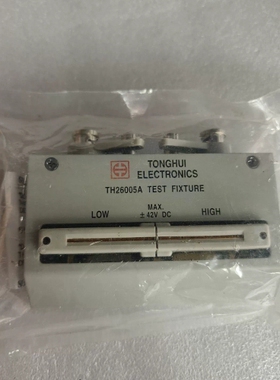 TONGHUI
ELECTRONICS
TH26005A TEST FIXTURE
MAX.
LOW ± 42V DC HIGH